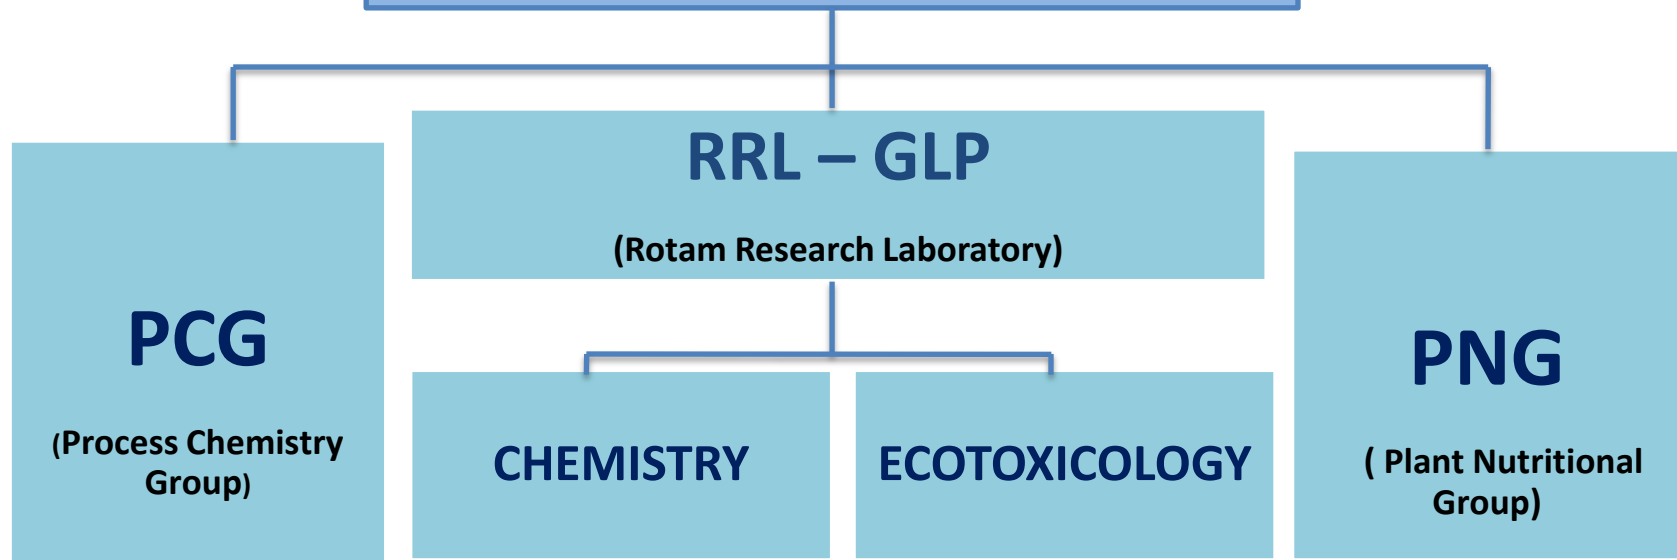 RRL – GLP
(Rotam Research Laboratory)
PCG
(Process Chemistry
Group)
CHEMISTRY
ECOTOXICOLOGY
PNG
( Plant Nutritional
Group)